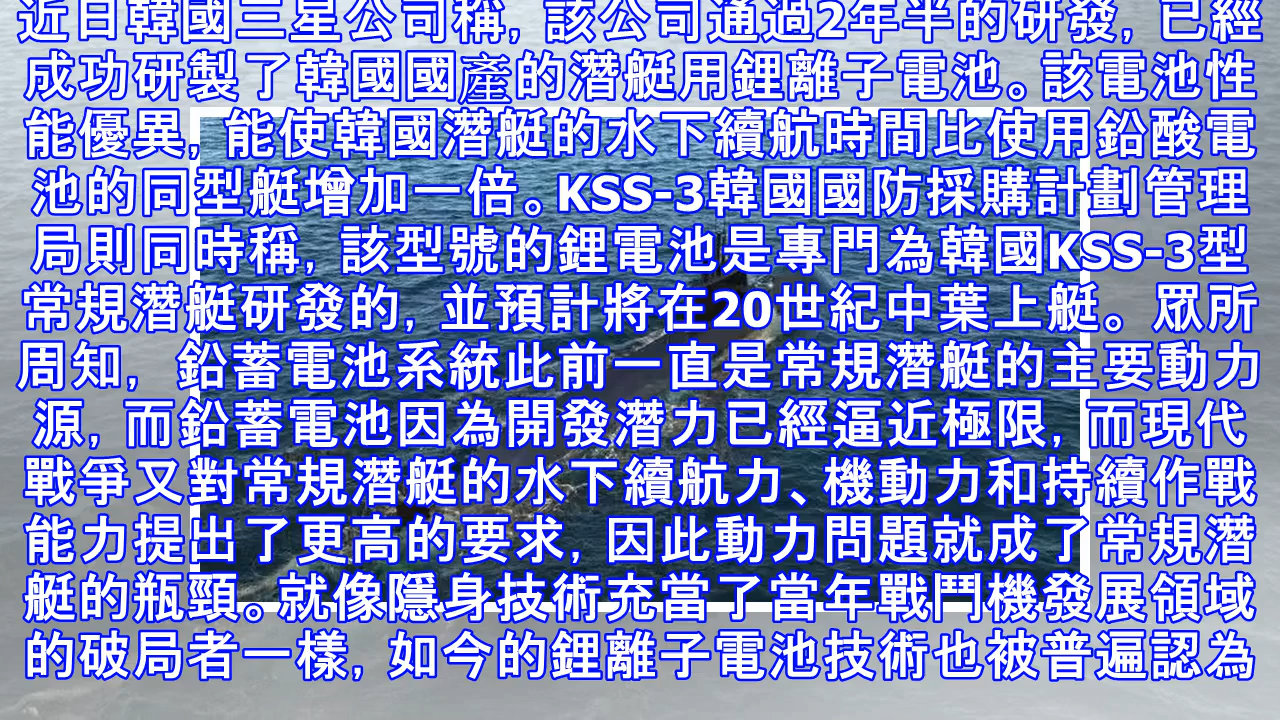 近日韓國三星公司稱, 該公司通過2年半的研發, 已經
成功研製了韓國國產的潛艇用鋰離子電池。該電池性
能優異, 能使韓國潛艇的水下續航時間比使用鉛酸電
池的同型艇增加一倍。KSS-3韓國國防採購計劃管理
局則同時稱, 該型號的鋰電池是專門為韓國KSS-3型
常規潛艇研發的, 並預計將在20世紀中葉上艇。眾所
周知, 鉛蓄電池系統此前一直是常規潛艇的主要動力
源, 而鉛蓄電池因為開發潛力已經逼近極限, 而現代
戰爭又對常規潛艇的水下續航力、機動力和持續作戰
能力提出了更高的要求, 因此動力問題就成了常規潛
艇的瓶頸。就像隱身技術充當了當年戰鬥機發展領域
的破局者一樣, 如今的鋰離子電池技術也被普遍認為